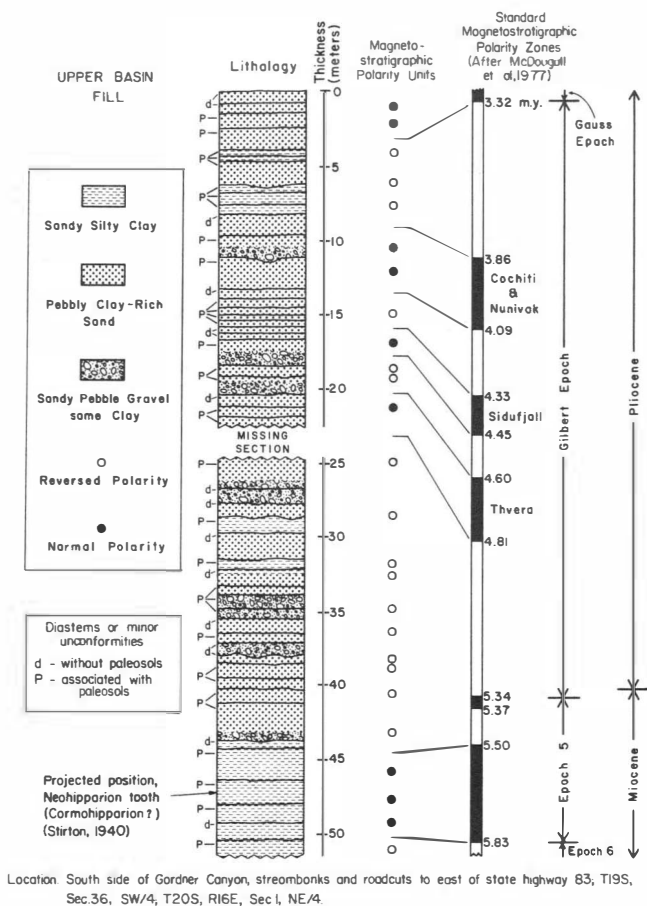 UPPER BASIN
FILL
Sandy Silty Clay
Pebbly Clay-Rich
Sand
Sandy Pebble Gravel
some Clay
Reversed Polarity
Normal Polarity
Diastems or minor
unconformities
d - without paleosols
P - associated with
paleosols
Projected position,
Neohipparion tooth
(Cormohipparion?)
(Stirton, 1940)
Lithology
d
P
P
P
P
d
P
d
P
d
P
d
P
P
d
P
MISSING
SECTION
P
d
d
P
d
P
d
P
d
P
d
P
P
d
P
P
P
d
P
Thickness
(meters)
0
5
10
15
20
25
30
35
40
45
50
Magneto-
stratigraphic
Polarity Units
Standard
Magnetostratigraphic
Polarity Zones
(After McDougull
et al, 1977)
3.32 m.y.
3.86
Cochiti
&
Nunivak
4.09
4.33
Sidufjall
4.45
4.60
Thvera
4.81
5.34
5.37
5.50
5.83
Gauss
Epoch
Gilbert Epoch
Epoch 5
Epoch 6
Pliocene
Miocene
Location: South side of Gardner Canyon, streambanks and roadcuts to east of state highway 83; T19S,
Sec.36, SW/4; T20S, R16E, Sec 1, NE/4.